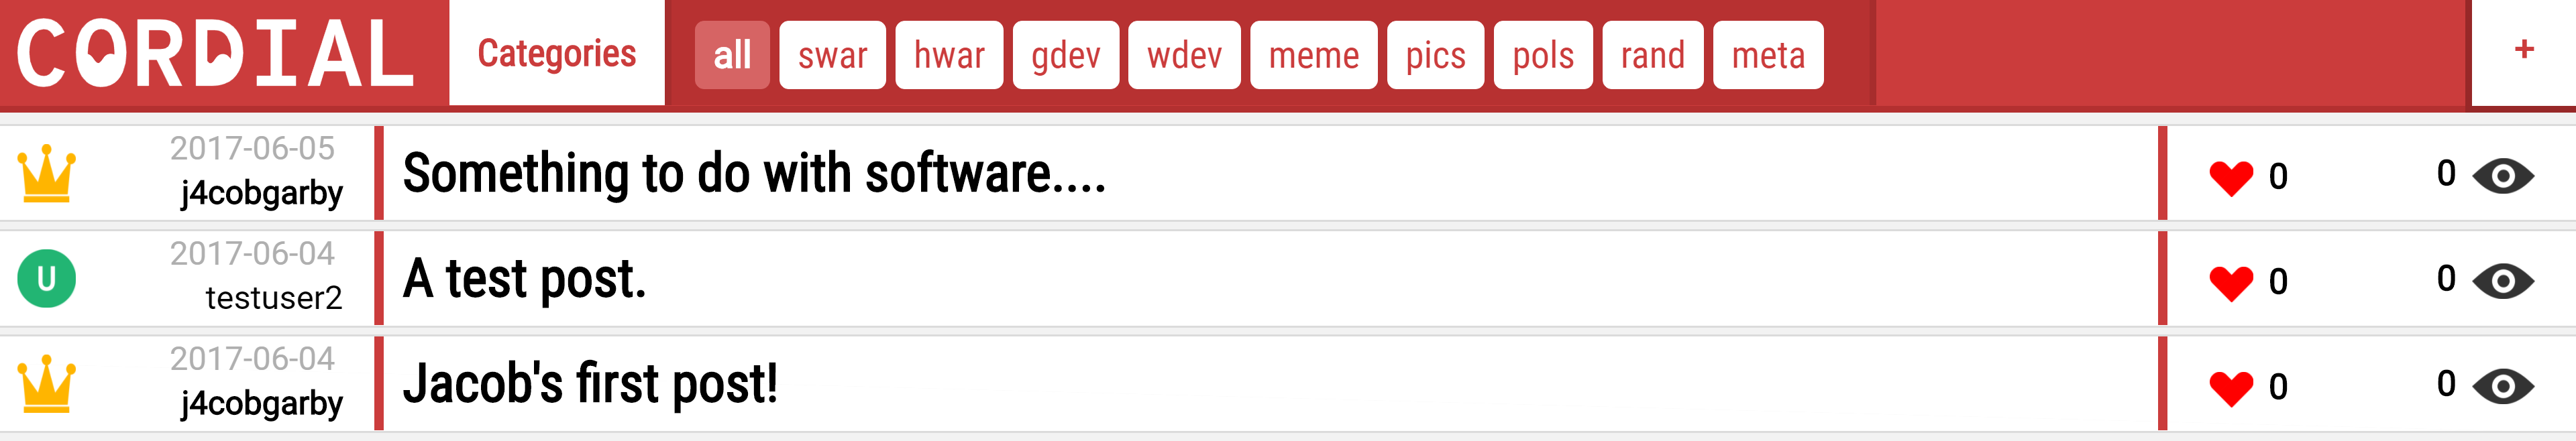 CORDIAL Categories all swar hwar gdev wdev meme pics pols rand meta +
2017-06-05
j4cobgarby
Something to do with software....
0 0
U
2017-06-04
testuser2
A test post.
0 0
2017-06-04
j4cobgarby
Jacob's first post!
0 0